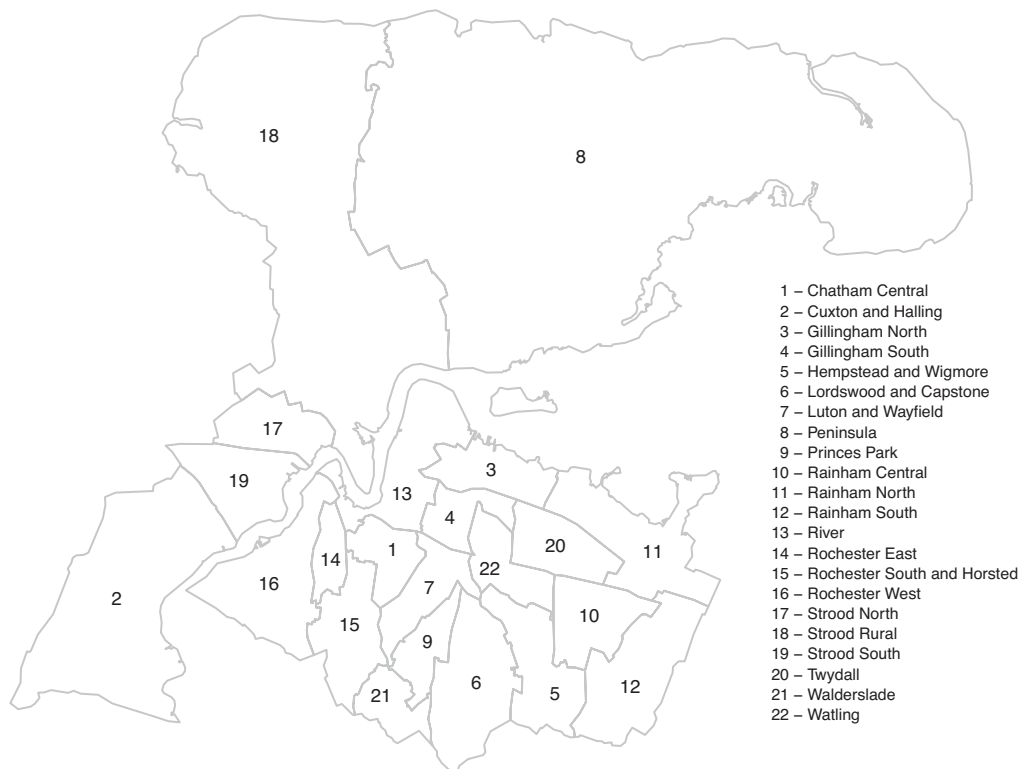 18
8
17
19
3
13
4
1
20
11
22
14
16
7
2
10
15
9
6
12
5
21
1 – Chatham Central
2 – Cuxton and Halling
3 – Gillingham North
4 – Gillingham South
5 – Hempstead and Wigmore
6 – Lordswood and Capstone
7 – Luton and Wayfield
8 – Peninsula
9 – Princes Park
10 – Rainham Central
11 – Rainham North
12 – Rainham South
13 – River
14 – Rochester East
15 – Rochester South and Horsted
16 – Rochester West
17 – Strood North
18 – Strood Rural
19 – Strood South
20 – Twydall
21 – Walderslade
22 – Watling